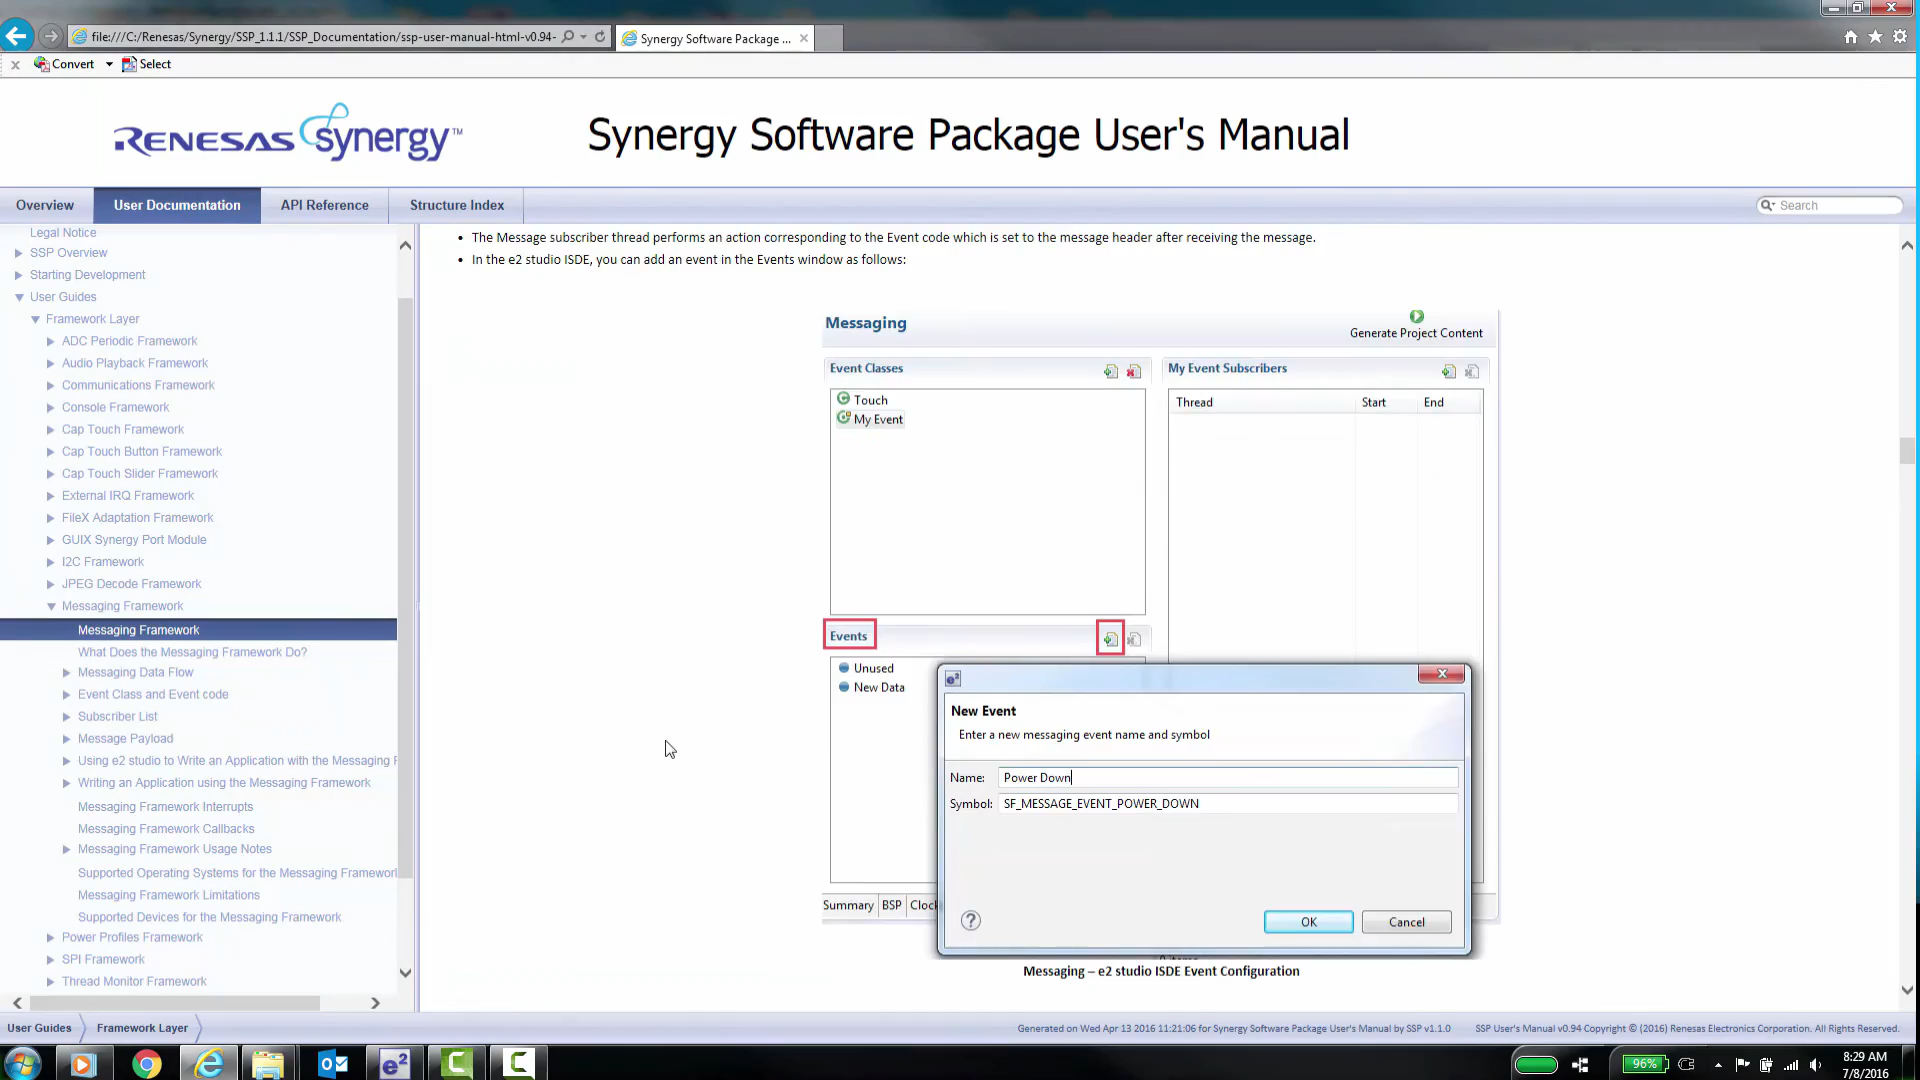 file:///C:/Renesas/Synergy/SSP_1.1.1/SSP_Documentation/ssp-user-manual-html-v0.94-
Synergy Software Package ...
Convert
Select
RENESAS synergy™
Synergy Software Package User's Manual
Overview
User Documentation
API Reference
Structure Index
Search
Legal Notice
SSP Overview
Starting Development
User Guides
Framework Layer
ADC Periodic Framework
Audio Playback Framework
Communications Framework
Console Framework
Cap Touch Framework
Cap Touch Button Framework
Cap Touch Slider Framework
External IRQ Framework
FileX Adaptation Framework
GUIX Synergy Port Module
I2C Framework
JPEG Decode Framework
Messaging Framework
Messaging Framework
What Does the Messaging Framework Do?
Messaging Data Flow
Event Class and Event code
Subscriber List
Message Payload
Using e2 studio to Write an Application with the Messaging F
Writing an Application using the Messaging Framework
Messaging Framework Interrupts
Messaging Framework Callbacks
Messaging Framework Usage Notes
Supported Operating Systems for the Messaging Framework
Messaging Framework Limitations
Supported Devices for the Messaging Framework
Power Profiles Framework
SPI Framework
Thread Monitor Framework
• The Message subscriber thread performs an action corresponding to the Event code which is set to the message header after receiving the message.
• In the e2 studio ISDE, you can add an event in the Events window as follows:
Messaging
Generate Project Content
Event Classes
Touch
My Event
My Event Subscribers
Thread
Start
End
Events
Unused
New Data
e²
New Event
Enter a new messaging event name and symbol
Name: Power Down
Symbol: SF_MESSAGE_EVENT_POWER_DOWN
OK
Cancel
Summary
BSP
Clock
Messaging – e2 studio ISDE Event Configuration
User Guides
Framework Layer
Generated on Wed Apr 13 2016 11:21:06 for Synergy Software Package User's Manual by SSP v1.1.0
SSP User's Manual v0.94 Copyright © (2016) Renesas Electronics Corporation. All Rights Reserved.
e²
96%
8:29 AM
7/8/2016